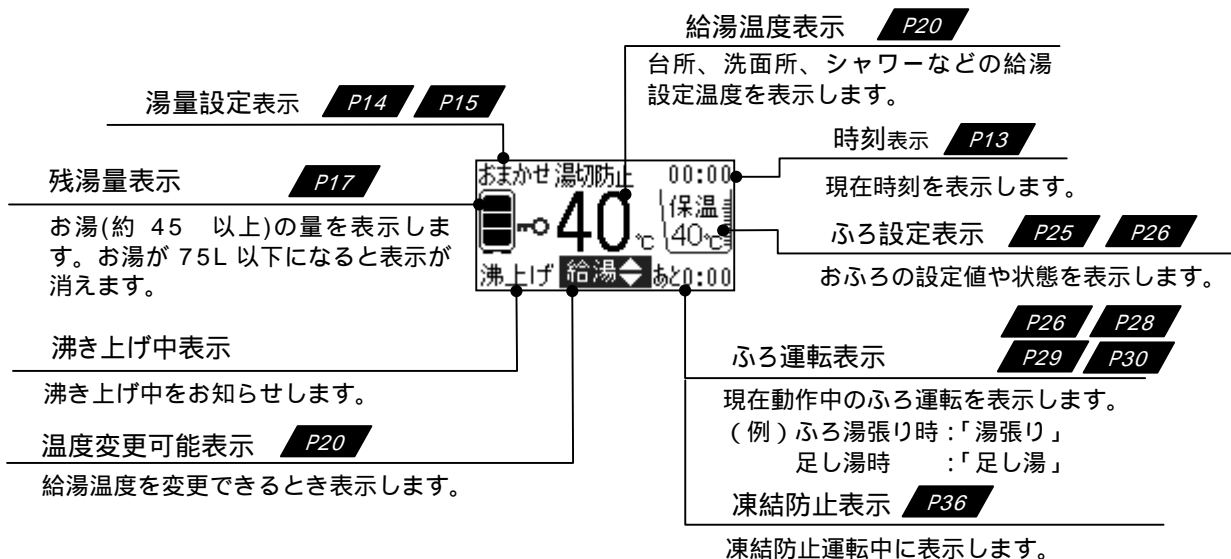 給湯温度表示 P20
台所、洗面所、シャワーなどの給湯
設定温度を表示します。
湯量設定表示 P14 P15
時刻表示 P13
現在時刻を表示します。
残湯量表示 P17
お湯(約 45 以上)の量を表示しま
す。お湯が 75L 以下になると表示が
消えます。
おまかせ 湯切防止 00:00
40℃
保温
40℃
沸上げ 給湯 あと0:00
ふろ設定表示 P25 P26
おふろの設定値や状態を表示します。
沸き上げ中表示
沸き上げ中をお知らせします。
P26 P28
ふろ運転表示 P29 P30
現在動作中のふろ運転を表示します。
(例)ふろ湯張り時:「湯張り」
足し湯時 :「足し湯」
温度変更可能表示 P20
給湯温度を変更できるとき表示します。
凍結防止表示 P36
凍結防止運転中に表示します。